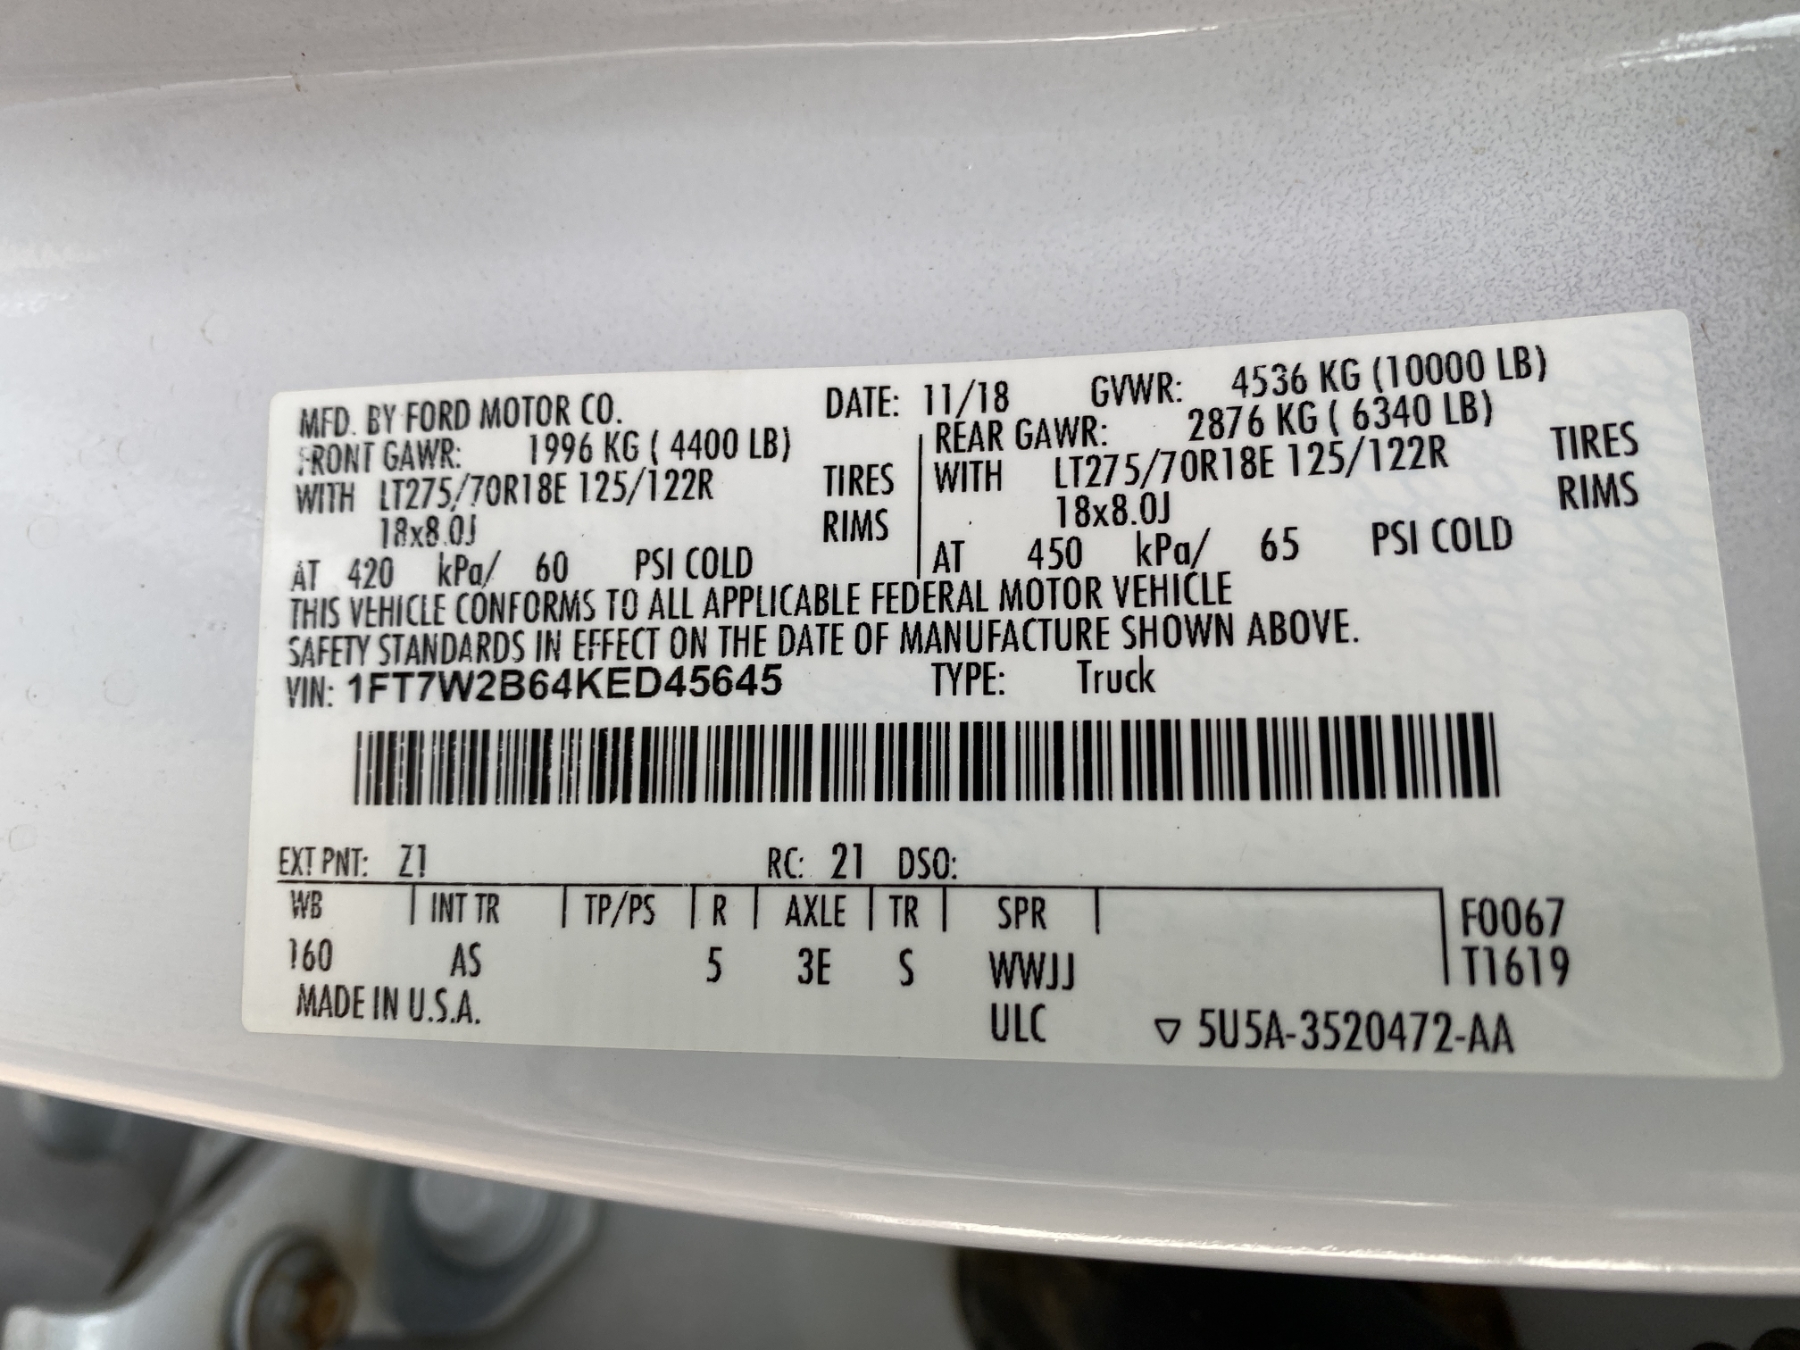 MFD. BY FORD MOTOR CO. DATE: 11/18 GVWR: 4536 KG (10000 LB)
FRONT GAWR: 1996 KG ( 4400 LB) REAR GAWR: 2876 KG ( 6340 LB)
WITH LT275/70R18E 125/122R TIRES WITH LT275/70R18E 125/122R TIRES
18x8.0J RIMS 18x8.0J RIMS
AT 420 kPa/ 60 PSI COLD AT 450 kPa/ 65 PSI COLD
THIS VEHICLE CONFORMS TO ALL APPLICABLE FEDERAL MOTOR VEHICLE
SAFETY STANDARDS IN EFFECT ON THE DATE OF MANUFACTURE SHOWN ABOVE.
VIN: 1FT7W2B64KED45645 TYPE: Truck
EXT PNT: Z1 RC: 21 DSO:
WB INT TR TP/PS R AXLE TR SPR F0067
160 AS 5 3E S WWJJ T1619
MADE IN U.S.A. ULC ▽ 5U5A-3520472-AA